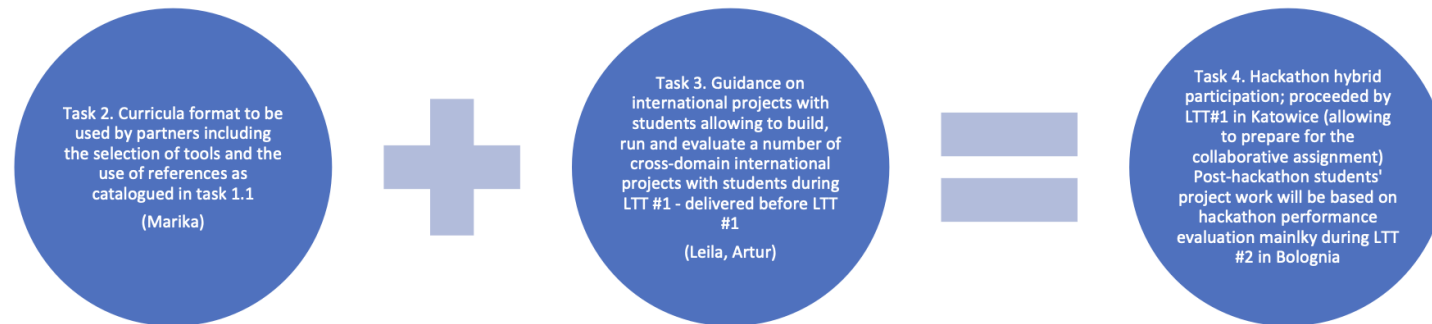 Task 2. Curricula format to be
used by partners including
the selection of tools and the
use of references as
catalogued in task 1.1
(Marika)
Task 3. Guidance on
international projects with
students allowing to build,
run and evaluate a number of
cross-domain international
projects with students during
LTT #1 - delivered before LTT
#1
(Leila, Artur)
Task 4. Hackathon hybrid
participation; proceeded by
LTT#1 in Katowice (allowing
to prepare for the
collaborative assignment)
Post-hackathon students'
project work will be based on
hackathon performance
evaluation mainlky during LTT
#2 in Bolognia